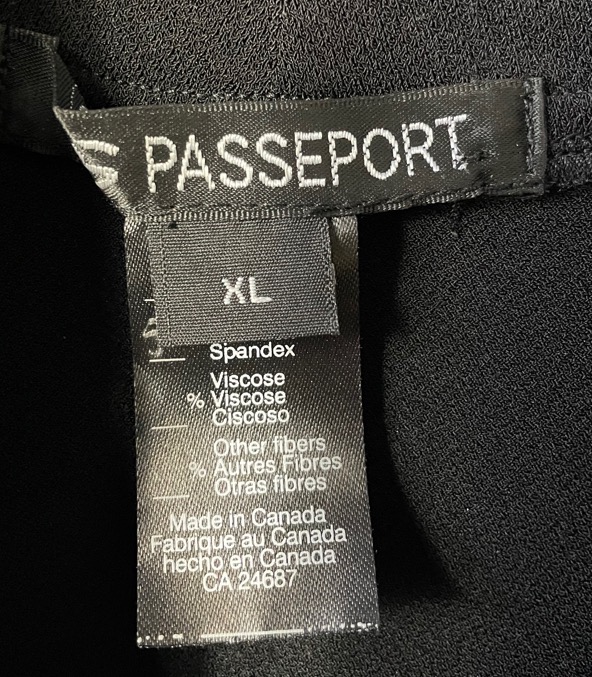 PASSEPORT
XL
Spandex
Viscose
% Viscose
Ciscoso
Other fibers
% Autres Fibres
Otras fibres
Made in Canada
Fabrique au Canada
hecho en Canada
CA 24687